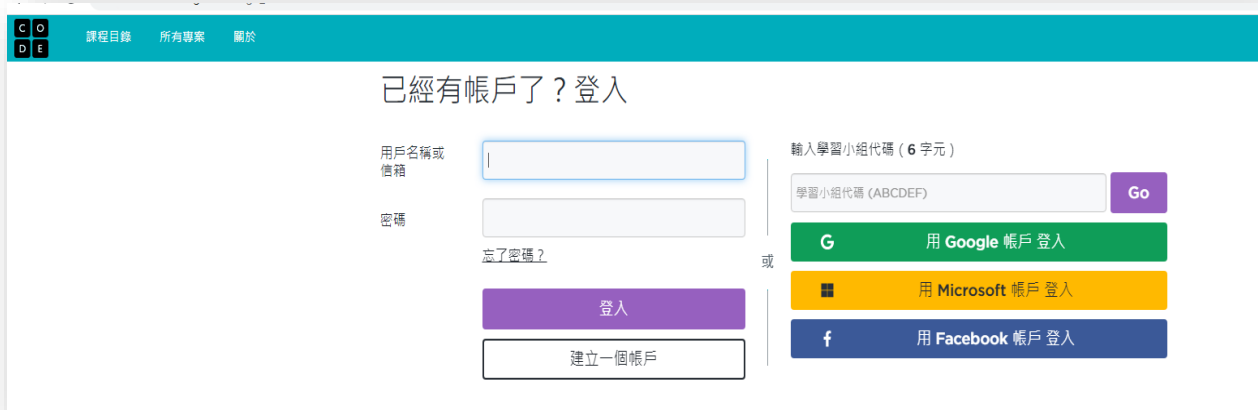 C O
D E
課程目錄 所有專案 關於
已經有帳戶了？登入
用戶名稱或
信箱
密碼
忘了密碼？
登入
建立一個帳戶
或
輸入學習小組代碼 ( 6 字元 )
學習小組代碼 (ABCDEF)
Go
G 用 Google 帳戶 登入
用 Microsoft 帳戶 登入
f 用 Facebook 帳戶 登入